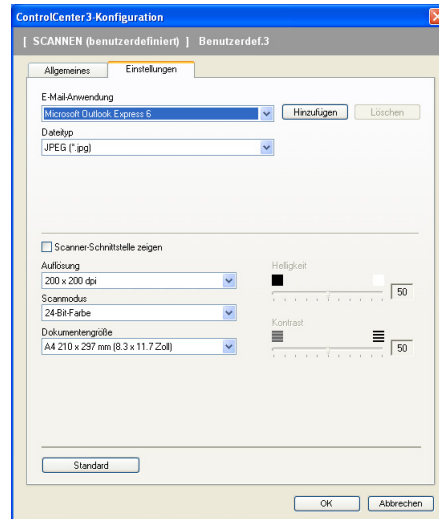 ControlCenter3-Konfiguration
[ SCANNEN (benutzerdefiniert) ] Benutzerdef.3
Allgemeines Einstellungen
E-Mail-Anwendung
Microsoft Outlook Express 6 Hinzufügen Löschen
Dateityp
JPEG (*.jpg)
Scanner-Schnittstelle zeigen
Auflösung Helligkeit
200 x 200 dpi
50
Scanmodus
24-Bit-Farbe
Kontrast
Dokumentengröße
A4 210 x 297 mm (8.3 x 11.7 Zoll)
50
Standard
OK Abbrechen